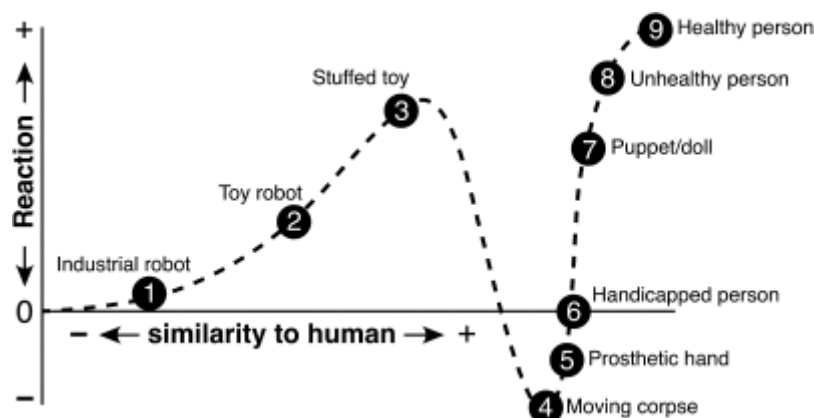 +
9 Healthy person
Stuffed toy
8 Unhealthy person
3
7 Puppet/doll
Reaction
Toy robot
2
Industrial robot
1
Handicapped person
0
6
- similarity to human +
5 Prosthetic hand
-
4 Moving corpse